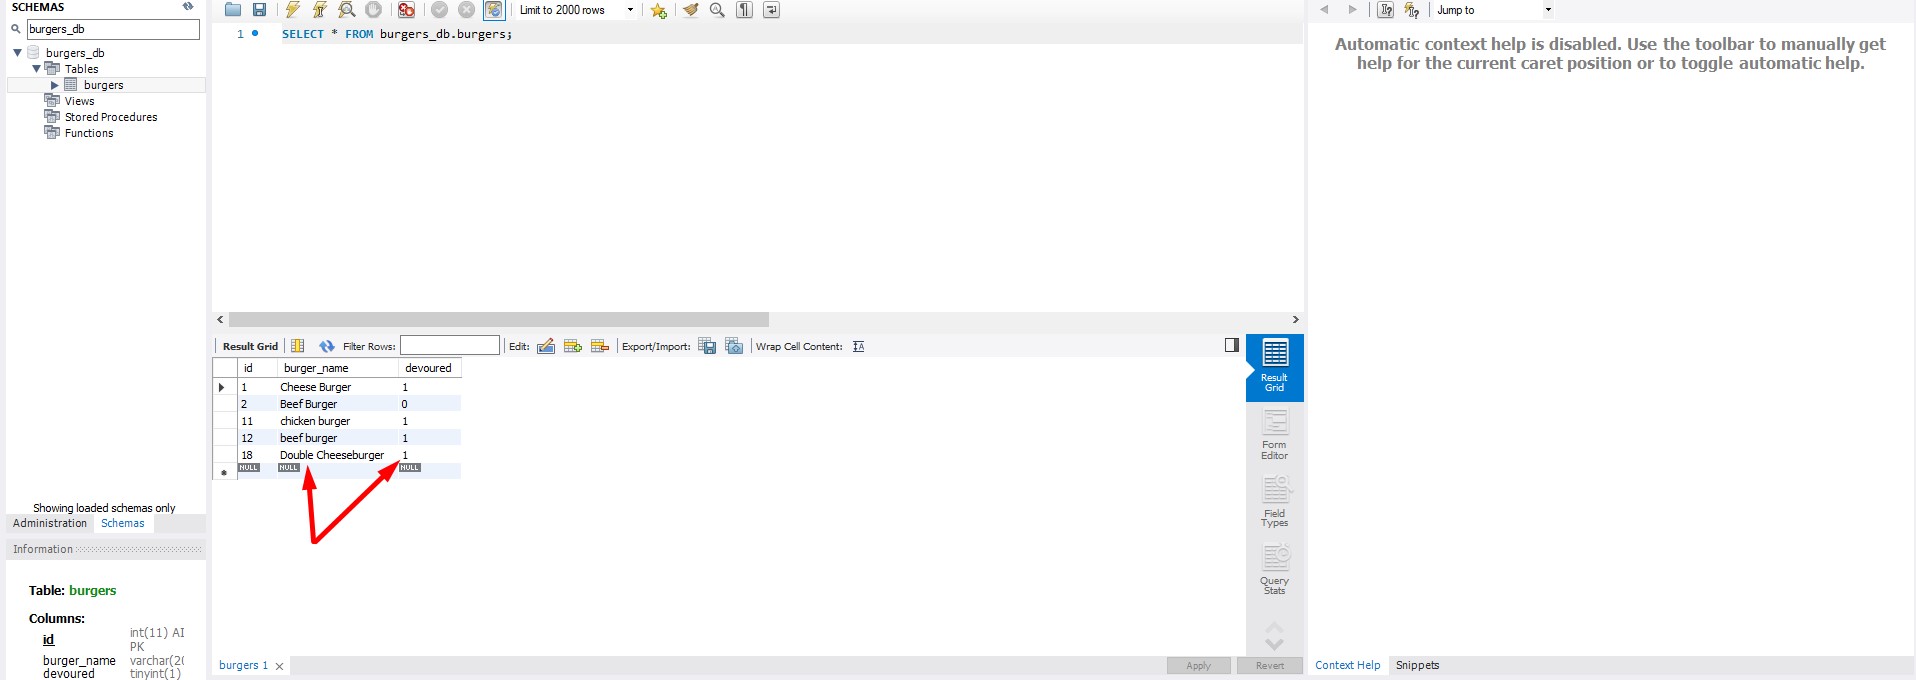 SCHEMAS
burgers_db
burgers_db
Tables
burgers
Views
Stored Procedures
Functions
Showing loaded schemas only
Administration
Schemas
Information
Table: burgers
Columns:
id int(11) AI
PK
burger_name varchar(20
devoured tinyint(1)
Limit to 2000 rows
1 SELECT * FROM burgers_db.burgers;
Result Grid Filter Rows: Edit: Export/Import: Wrap Cell Content:
id burger_name devoured
1 Cheese Burger 1
2 Beef Burger 0
11 chicken burger 1
12 beef burger 1
18 Double Cheeseburger 1
NULL NULL NULL
Result
Grid
Form
Editor
Field
Types
Query
Stats
burgers 1
Apply
Revert
Jump to
Automatic context help is disabled. Use the toolbar to manually get
help for the current caret position or to toggle automatic help.
Context Help
Snippets